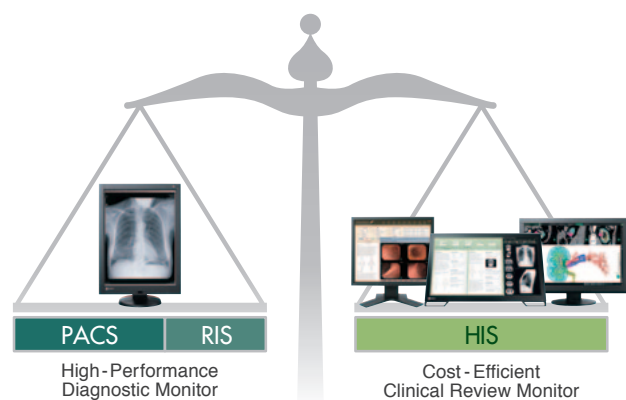 PACS
RIS
High-Performance
Diagnostic Monitor
HIS
Cost-Efficient
Clinical Review Monitor